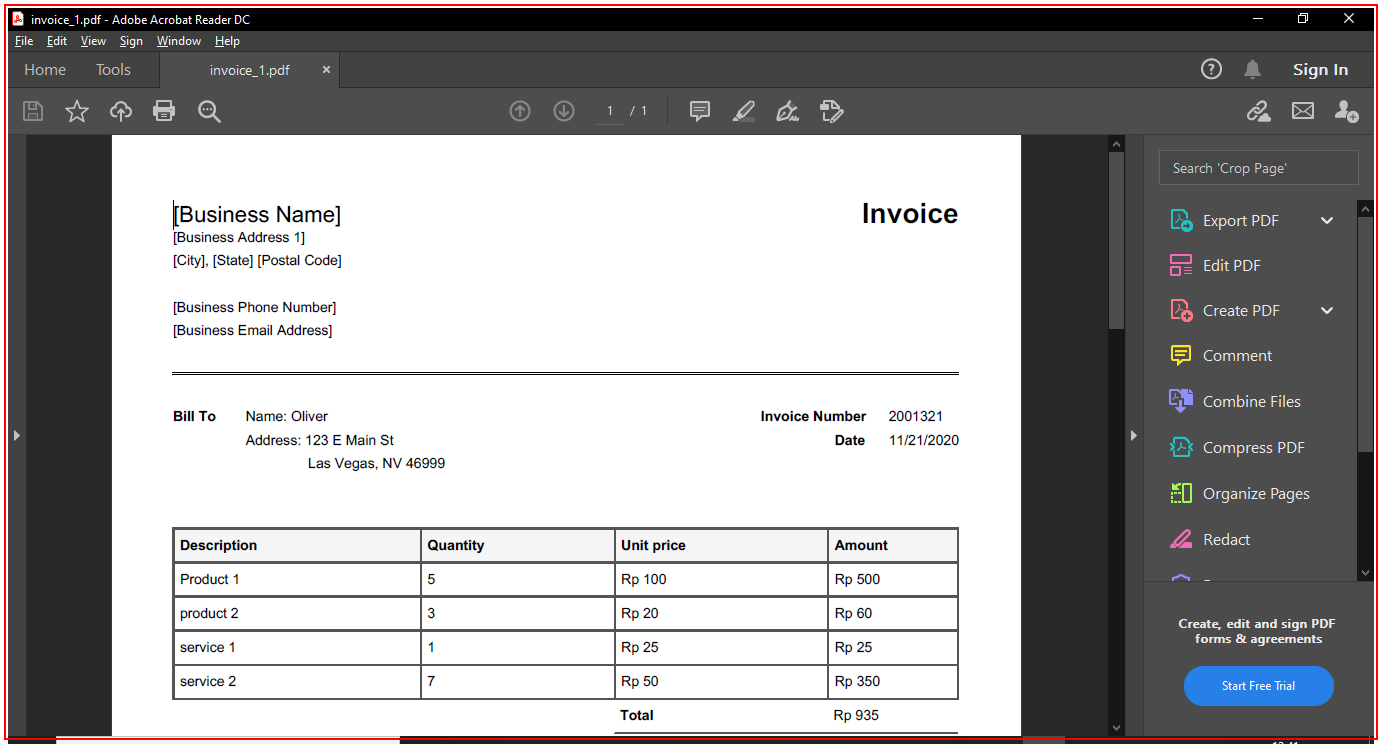 invoice_1.pdf - Adobe Acrobat Reader DC
File Edit View Sign Window Help
Home Tools invoice_1.pdf × Sign In
1 / 1
Search 'Crop Page'
Export PDF
Edit PDF
Create PDF
Comment
Combine Files
Compress PDF
Organize Pages
Redact
Create, edit and sign PDF
forms & agreements
Start Free Trial
[Business Name] Invoice
[Business Address 1]
[City], [State] [Postal Code]
[Business Phone Number]
[Business Email Address]
Bill To Name: Oliver Invoice Number 2001321
Address: 123 E Main St Date 11/21/2020
Las Vegas, NV 46999
Description Quantity Unit price Amount
Product 1 5 Rp 100 Rp 500
product 2 3 Rp 20 Rp 60
service 1 1 Rp 25 Rp 25
service 2 7 Rp 50 Rp 350
Total Rp 935